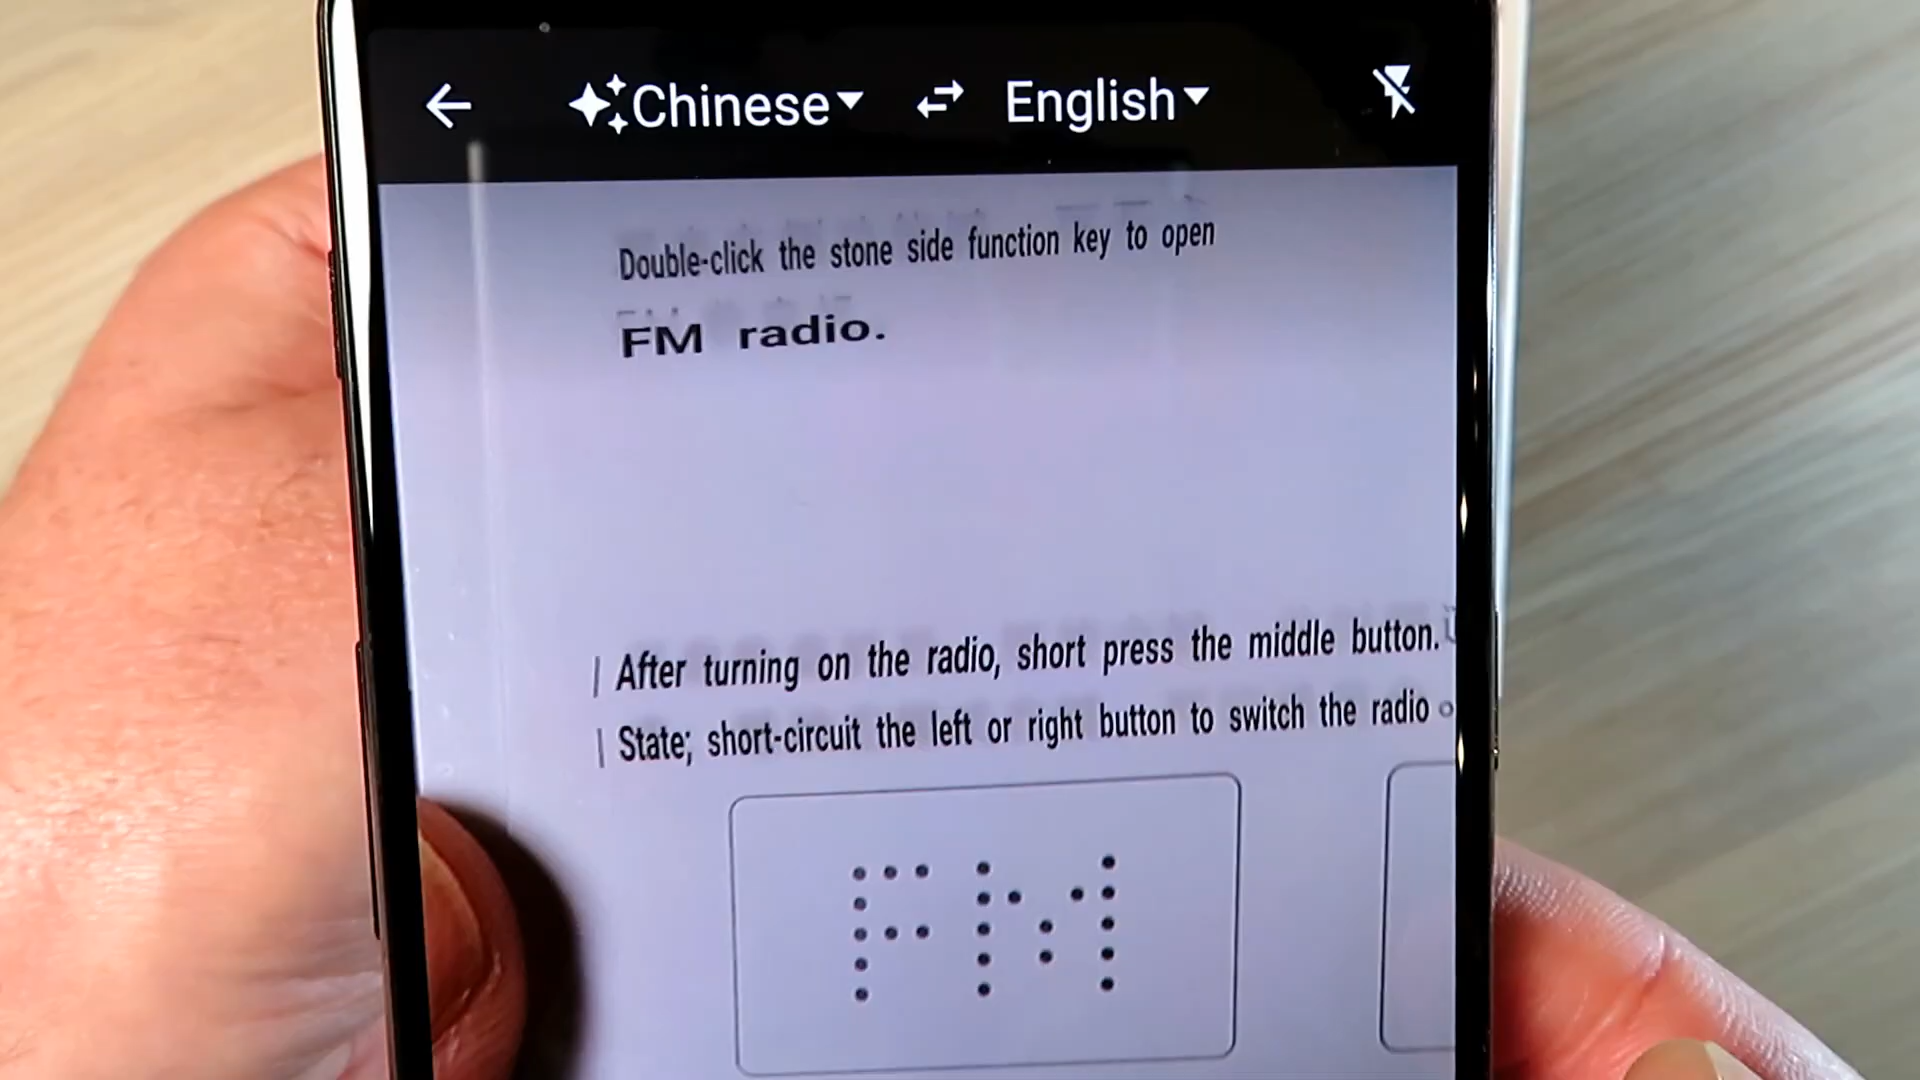 Chinese English
Double-click the stone side function key to open
FM radio.
After turning on the radio, short press the middle button.
State; short-circuit the left or right button to switch the radio
FM